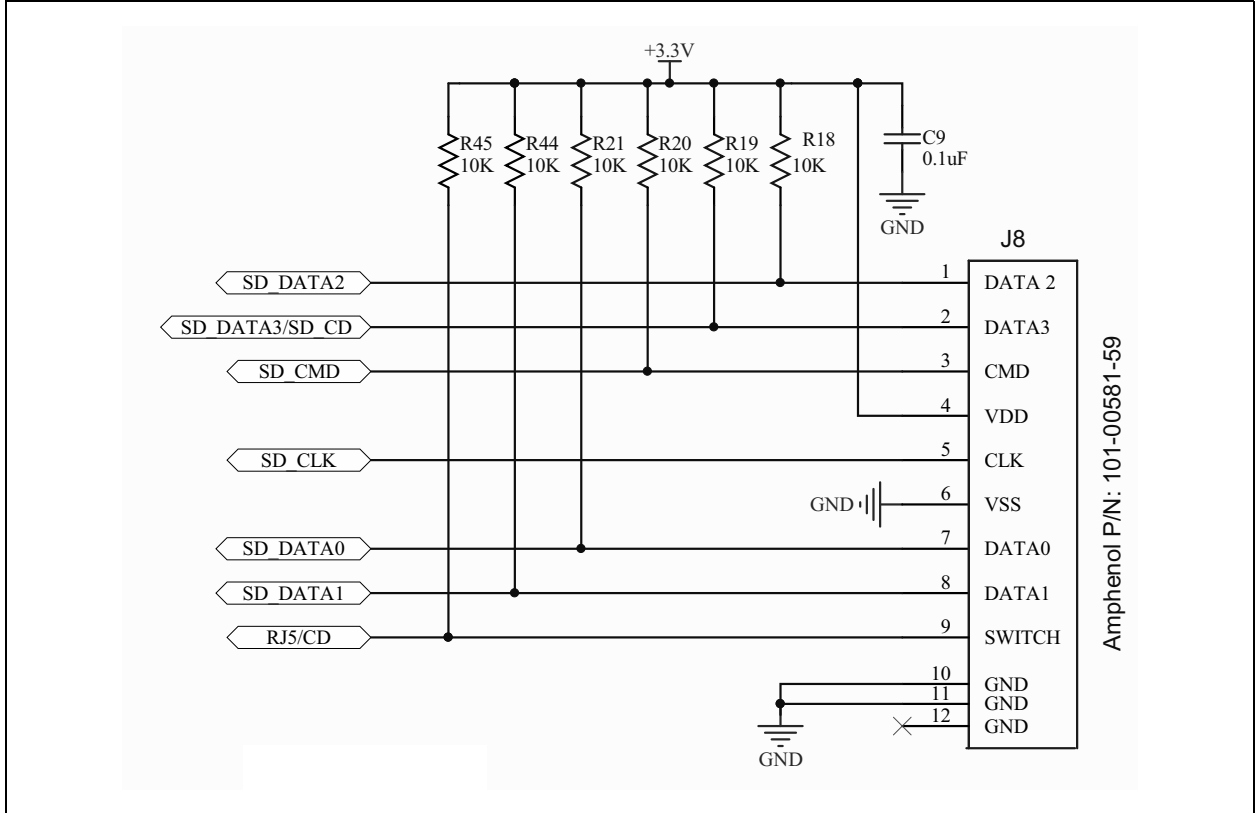 +3.3V
R45
10K
R44
10K
R21
10K
R20
10K
R19
10K
R18
10K
C9
0.1uF
GND
J8
SD_DATA2
1
DATA 2
SD_DATA3/SD_CD
2
DATA3
SD_CMD
3
CMD
4
VDD
SD_CLK
5
CLK
GND
6
VSS
SD_DATA0
7
DATA0
SD_DATA1
8
DATA1
RJ5/CD
9
SWITCH
10
GND
11
GND
12
GND
GND
Amphenol P/N: 101-00581-59